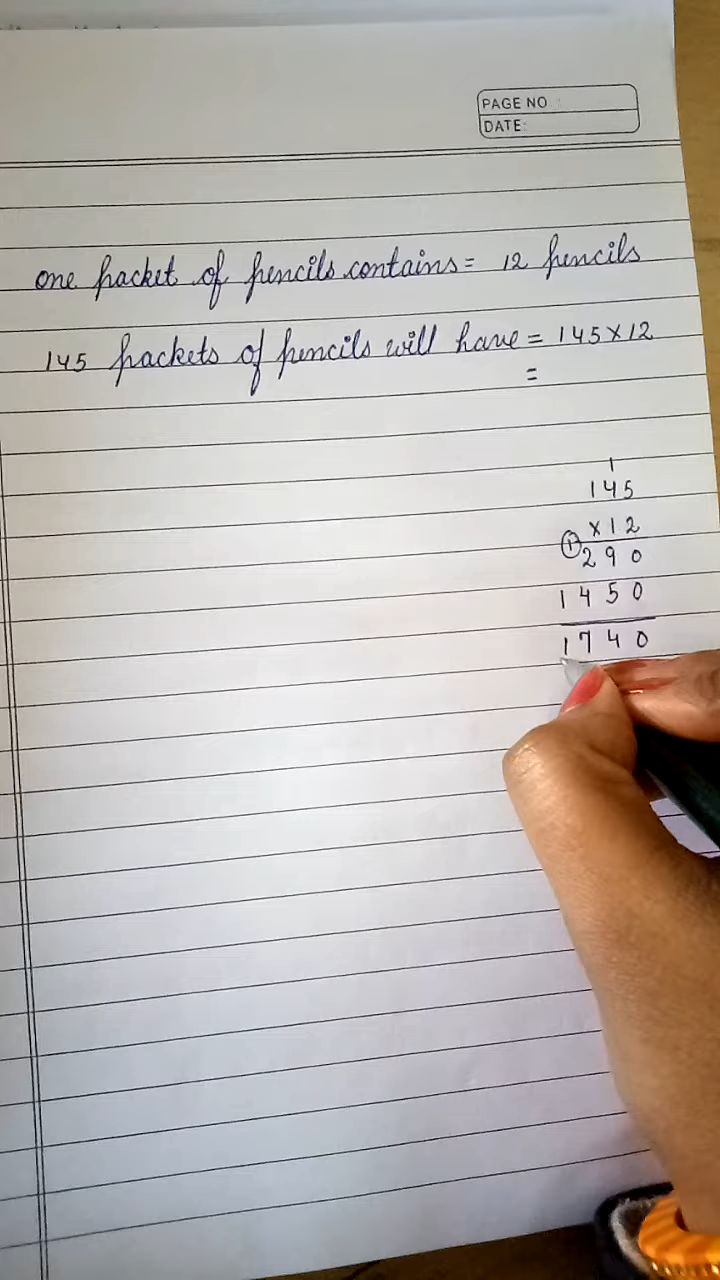 PAGE NO :
DATE:
one packet of pencils contains = 12 pencils
145 packets of pencils will have = 145 × 12
=
1
145
×12
1
290
1450
1740